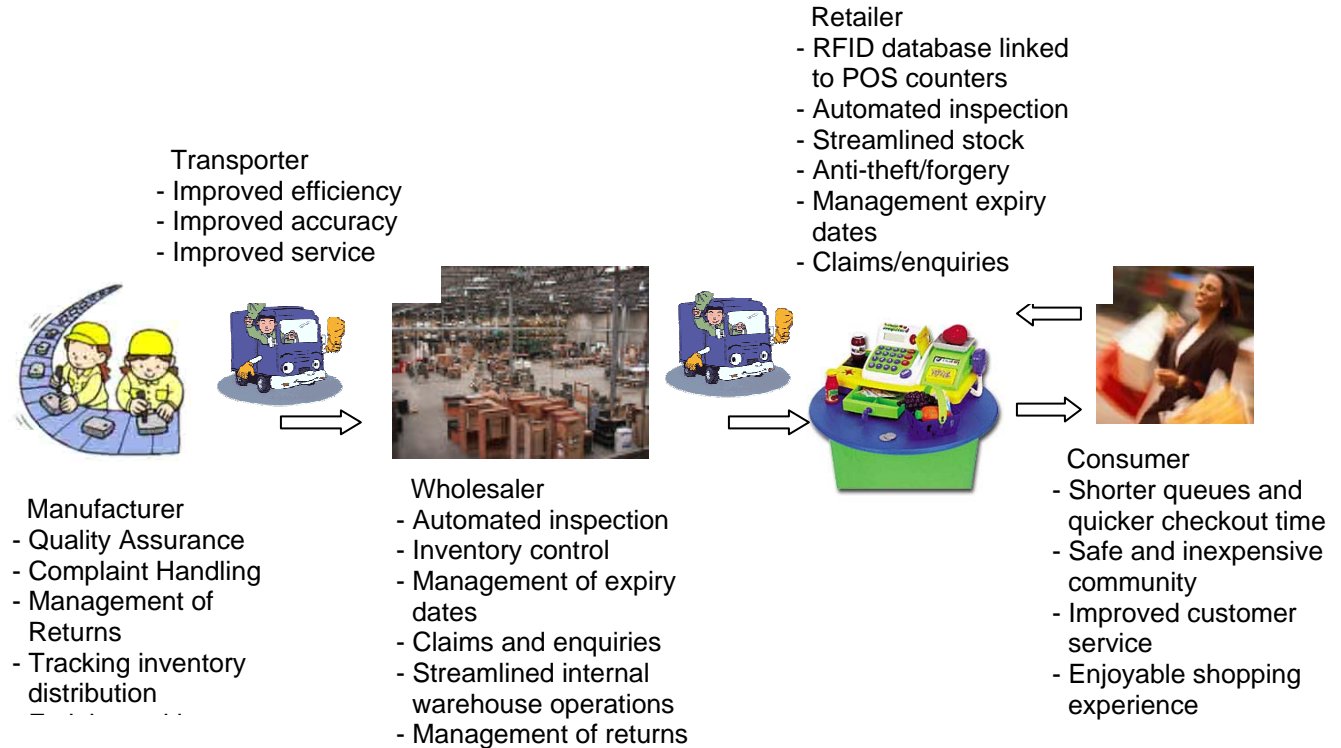 Retailer
- RFID database linked
to POS counters
- Automated inspection
- Streamlined stock
- Anti-theft/forgery
- Management expiry
dates
- Claims/enquiries
Transporter
- Improved efficiency
- Improved accuracy
- Improved service
Manufacturer
- Quality Assurance
- Complaint Handling
- Management of
Returns
- Tracking inventory
distribution
Wholesaler
- Automated inspection
- Inventory control
- Management of expiry
dates
- Claims and enquiries
- Streamlined internal
warehouse operations
- Management of returns
Consumer
- Shorter queues and
quicker checkout time
- Safe and inexpensive
community
- Improved customer
service
- Enjoyable shopping
experience